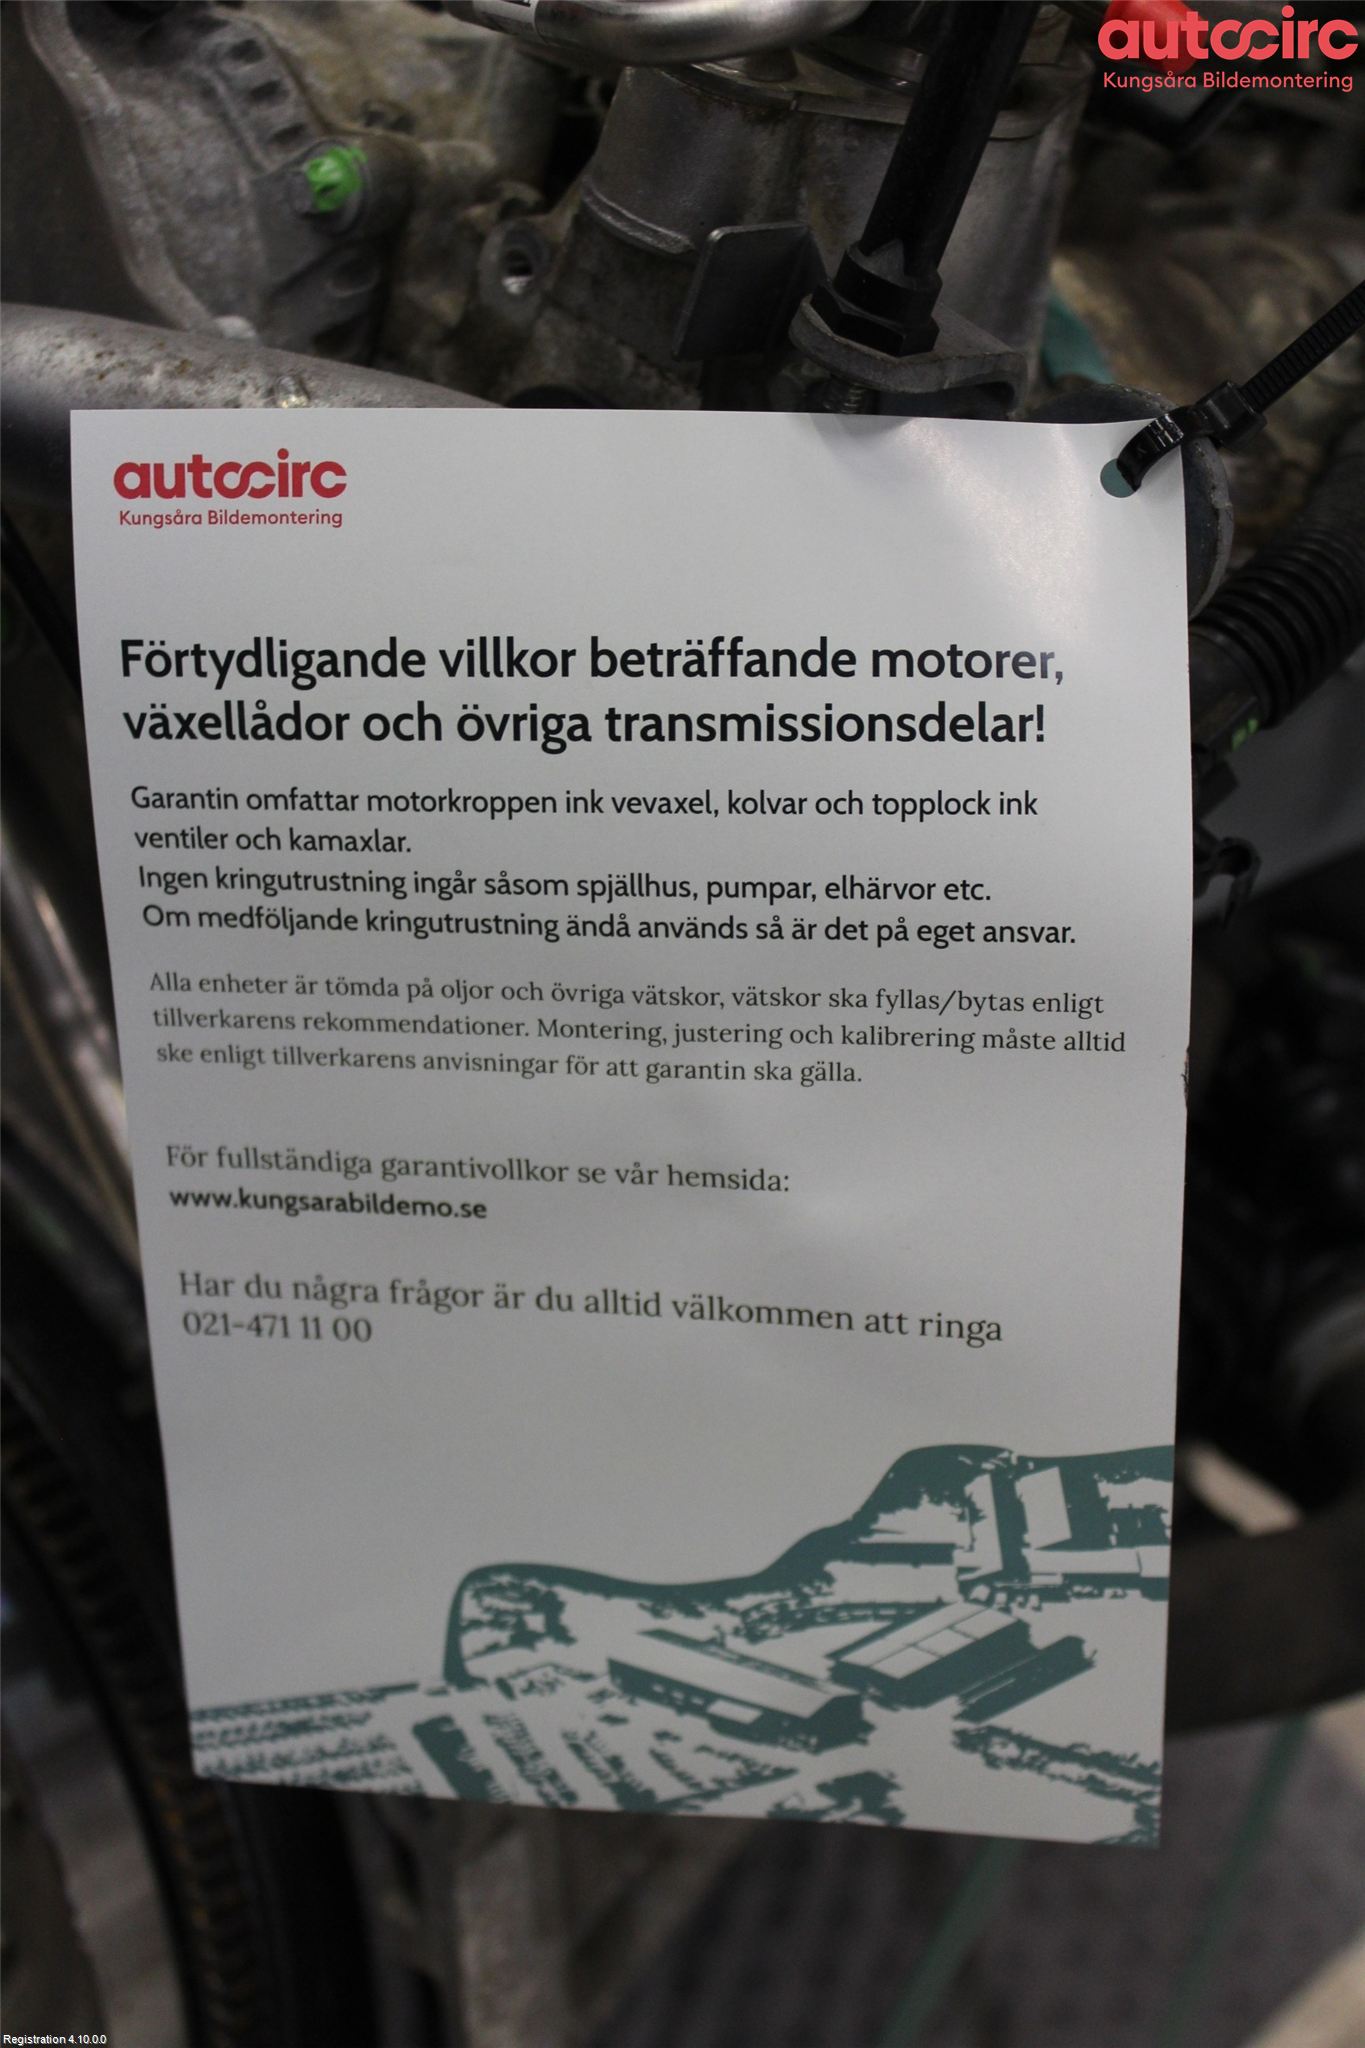 autocirc
Kungsåra Bildemontering
autocirc
Kungsåra Bildemontering
Förtydligande villkor beträffande motorer,
växellådor och övriga transmissionsdelar!
Garantin omfattar motorkroppen ink vevaxel, kolvar och topplock ink
ventiler och kamaxlar.
Ingen kringutrustning ingår såsom spjällhus, pumpar, elhärvor etc.
Om medföljande kringutrustning ändå används så är det på eget ansvar.
Alla enheter är tömda på oljor och övriga vätskor, vätskor ska fyllas/bytas enligt
tillverkarens rekommendationer. Montering, justering och kalibrering måste alltid
ske enligt tillverkarens anvisningar för att garantin ska gälla.
För fullständiga garantivollkor se vår hemsida:
www.kungsarabildemo.se
Har du några frågor är du alltid välkommen att ringa
021-471 11 00
Registration 4.10.0.0